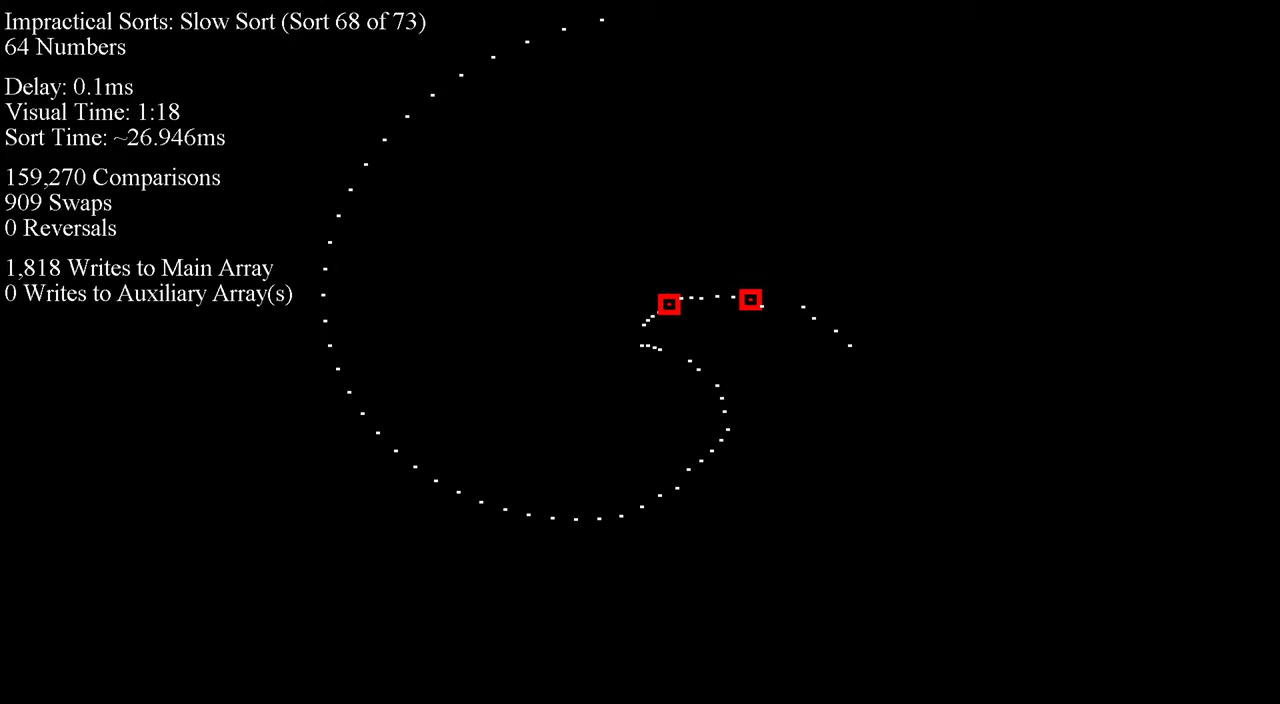 Impractical Sorts: Slow Sort (Sort 68 of 73)
64 Numbers
Delay: 0.1ms
Visual Time: 1:18
Sort Time: ~26.946ms
159,270 Comparisons
909 Swaps
0 Reversals
1,818 Writes to Main Array
0 Writes to Auxiliary Array(s)